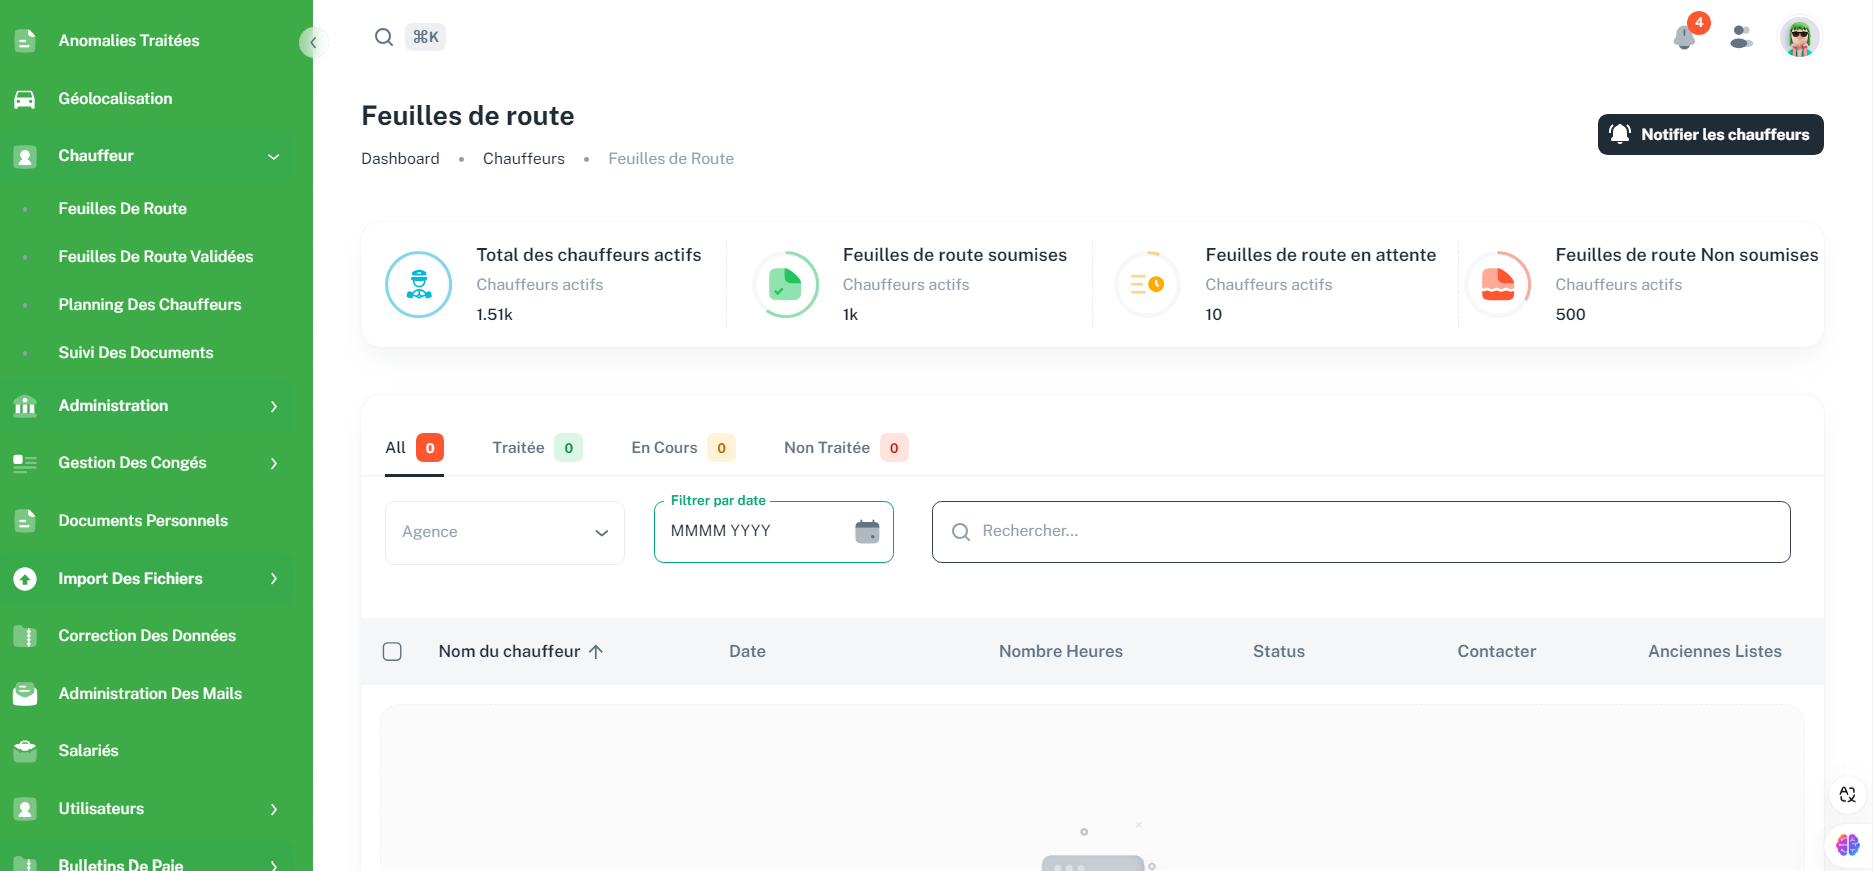 Anomalies Traitées
Géolocalisation
Chauffeur
Feuilles De Route
Feuilles De Route Validées
Planning Des Chauffeurs
Suivi Des Documents
Administration
Gestion Des Congés
Documents Personnels
Import Des Fichiers
Correction Des Données
Administration Des Mails
Salariés
Utilisateurs
Bulletins De Paie
⌘K
4
Feuilles de route
Dashboard • Chauffeurs • Feuilles de Route
Notifier les chauffeurs
Total des chauffeurs actifs
Chauffeurs actifs
1.51k
Feuilles de route soumises
Chauffeurs actifs
1k
Feuilles de route en attente
Chauffeurs actifs
10
Feuilles de route Non soumises
Chauffeurs actifs
500
All 0 Traitée 0 En Cours 0 Non Traitée 0
Agence
Filtrer par date
MMMM YYYY
Rechercher...
Nom du chauffeur Date Nombre Heures Status Contacter Anciennes Listes